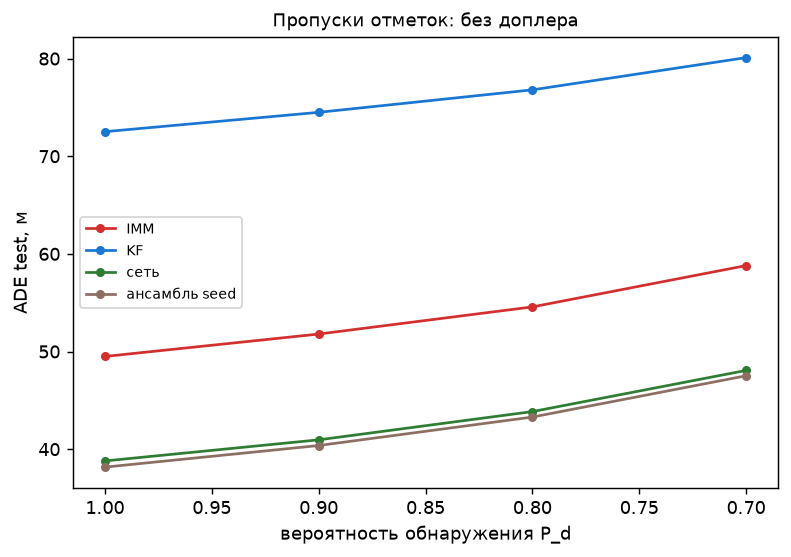 Пропуски отметок: без доплера
ADE test, м
80
70
60
50
40
IMM
KF
сеть
ансамбль seed
1.00
0.95
0.90
0.85
0.80
0.75
0.70
вероятность обнаружения P_d